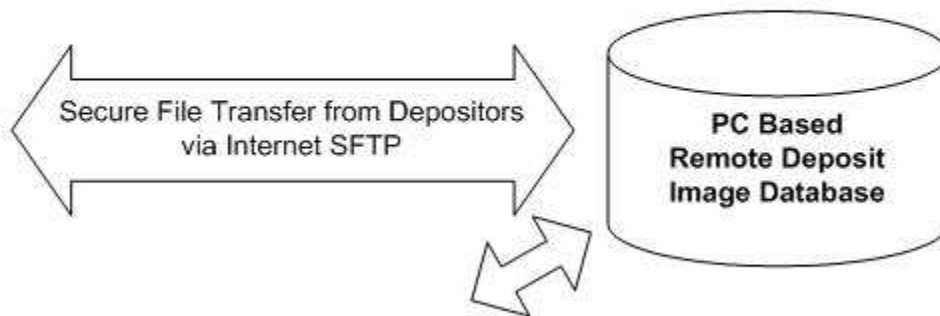 Secure File Transfer from Depositors
via Internet SFTP
PC Based
Remote Deposit
Image Database